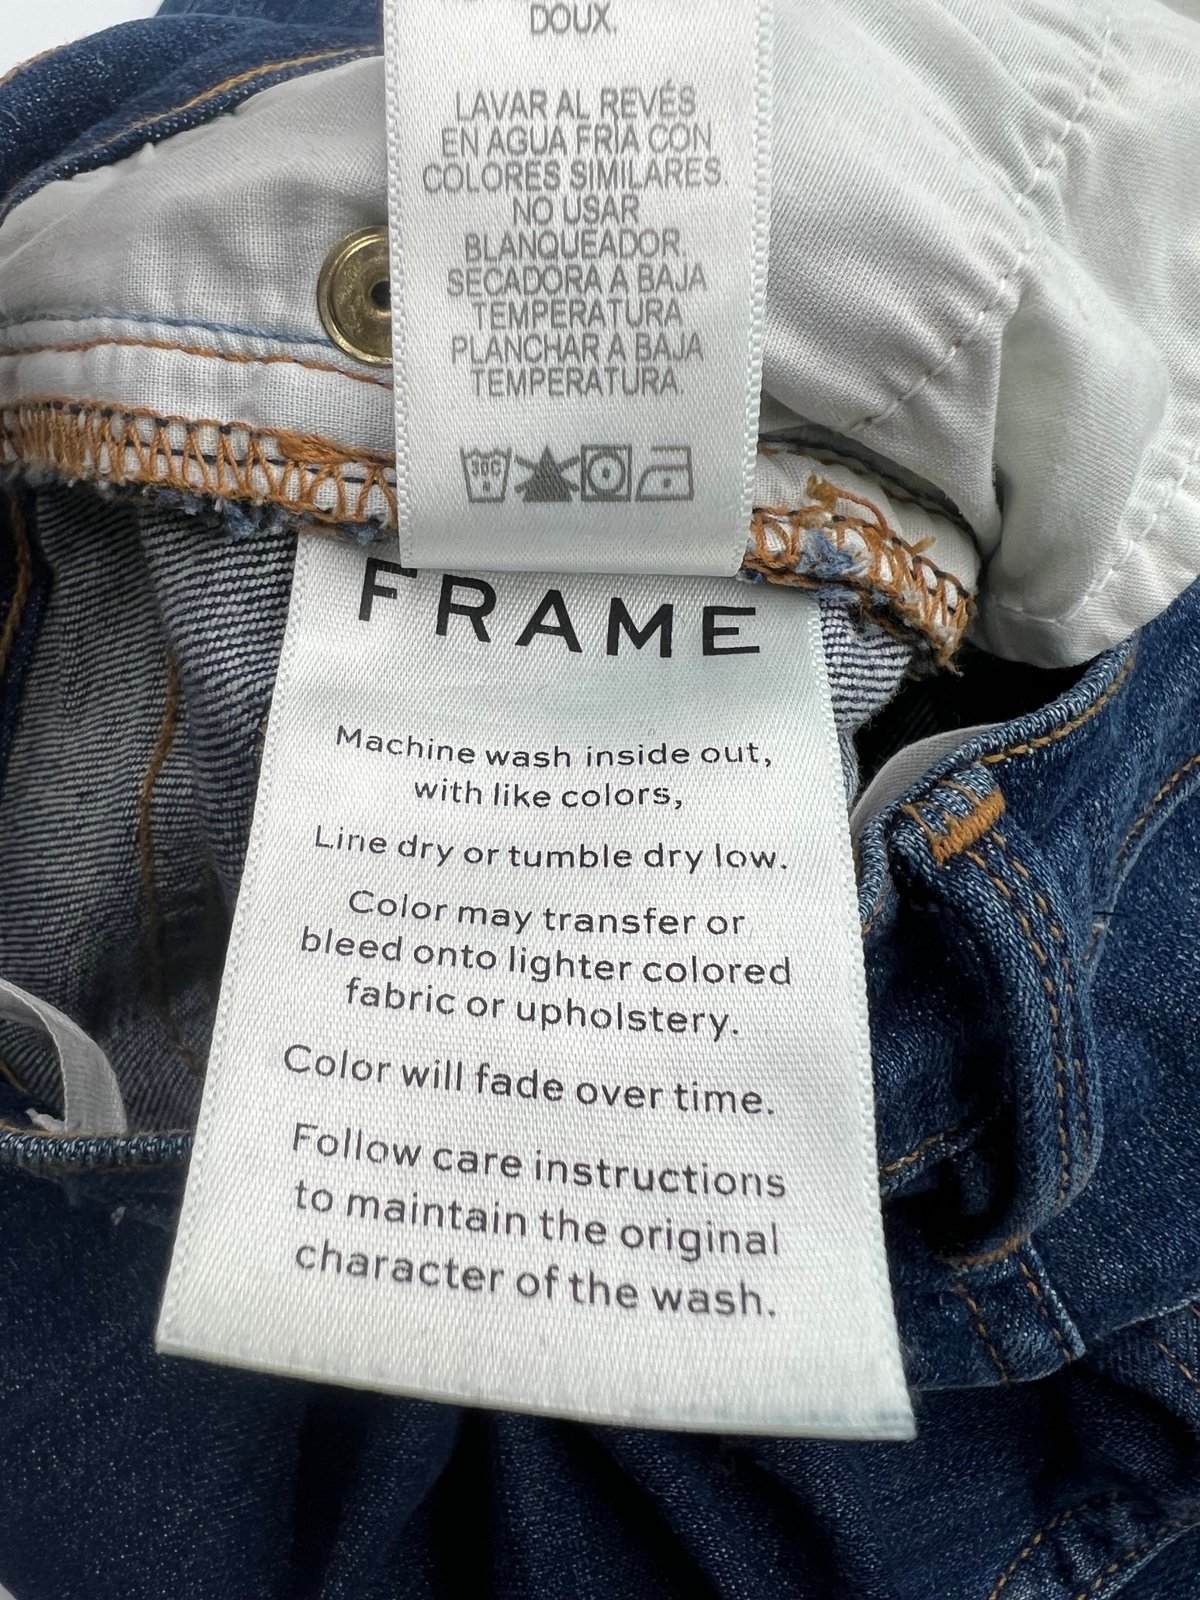 DOUX.
LAVAR AL REVÉS
EN AGUA FRIA CON
COLORES SIMILARES
NO USAR
BLANQUEADOR.
SECADORA A BAJA
TEMPERATURA
PLANCHAR A BAJA
TEMPERATURA.
30C
FRAME
Machine wash inside out,
with like colors,
Line dry or tumble dry low.
Color may transfer or
bleed onto lighter colored
fabric or upholstery.
Color will fade over time.
Follow care instructions
to maintain the original
character of the wash.